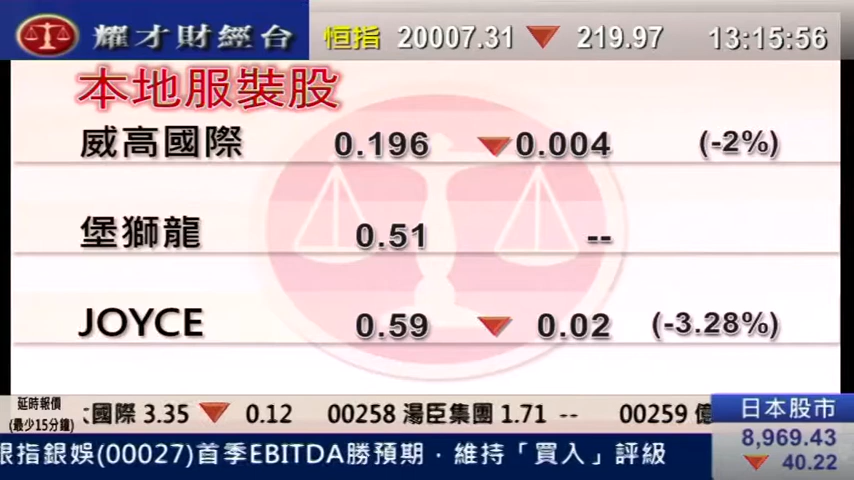 耀才財經台 恒指 20007.31 ▼ 219.97 13:15:56
本地服裝股
威高國際 0.196 ▼0.004 (-2%)
堡獅龍 0.51 --
JOYCE 0.59 ▼ 0.02 (-3.28%)
延時報價
(最少15分鐘)
國際 3.35 ▼ 0.12 00258 湯臣集團 1.71 -- 00259 億
日本股市
8,969.43
▼ 40.22
指銀娛(00027)首季EBITDA勝預期．維持「買入」評級